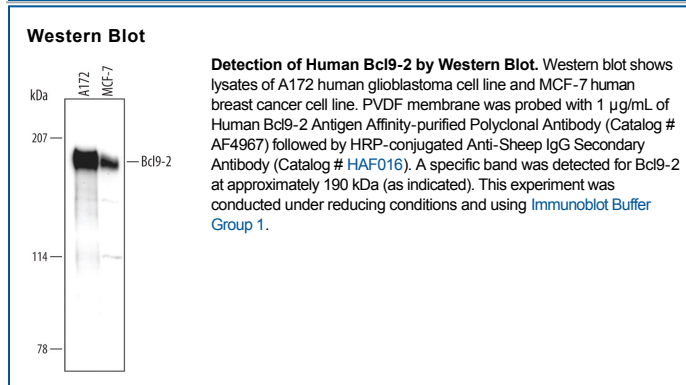 Western Blot
kDa
A172
MCF-7
207
Bcl9-2
114
78
Detection of Human Bcl9-2 by Western Blot. Western blot shows
lysates of A172 human glioblastoma cell line and MCF-7 human
breast cancer cell line. PVDF membrane was probed with 1 µg/mL of
Human Bcl9-2 Antigen Affinity-purified Polyclonal Antibody (Catalog #
AF4967) followed by HRP-conjugated Anti-Sheep IgG Secondary
Antibody (Catalog # HAF016). A specific band was detected for Bcl9-2
at approximately 190 kDa (as indicated). This experiment was
conducted under reducing conditions and using Immunoblot Buffer
Group 1.